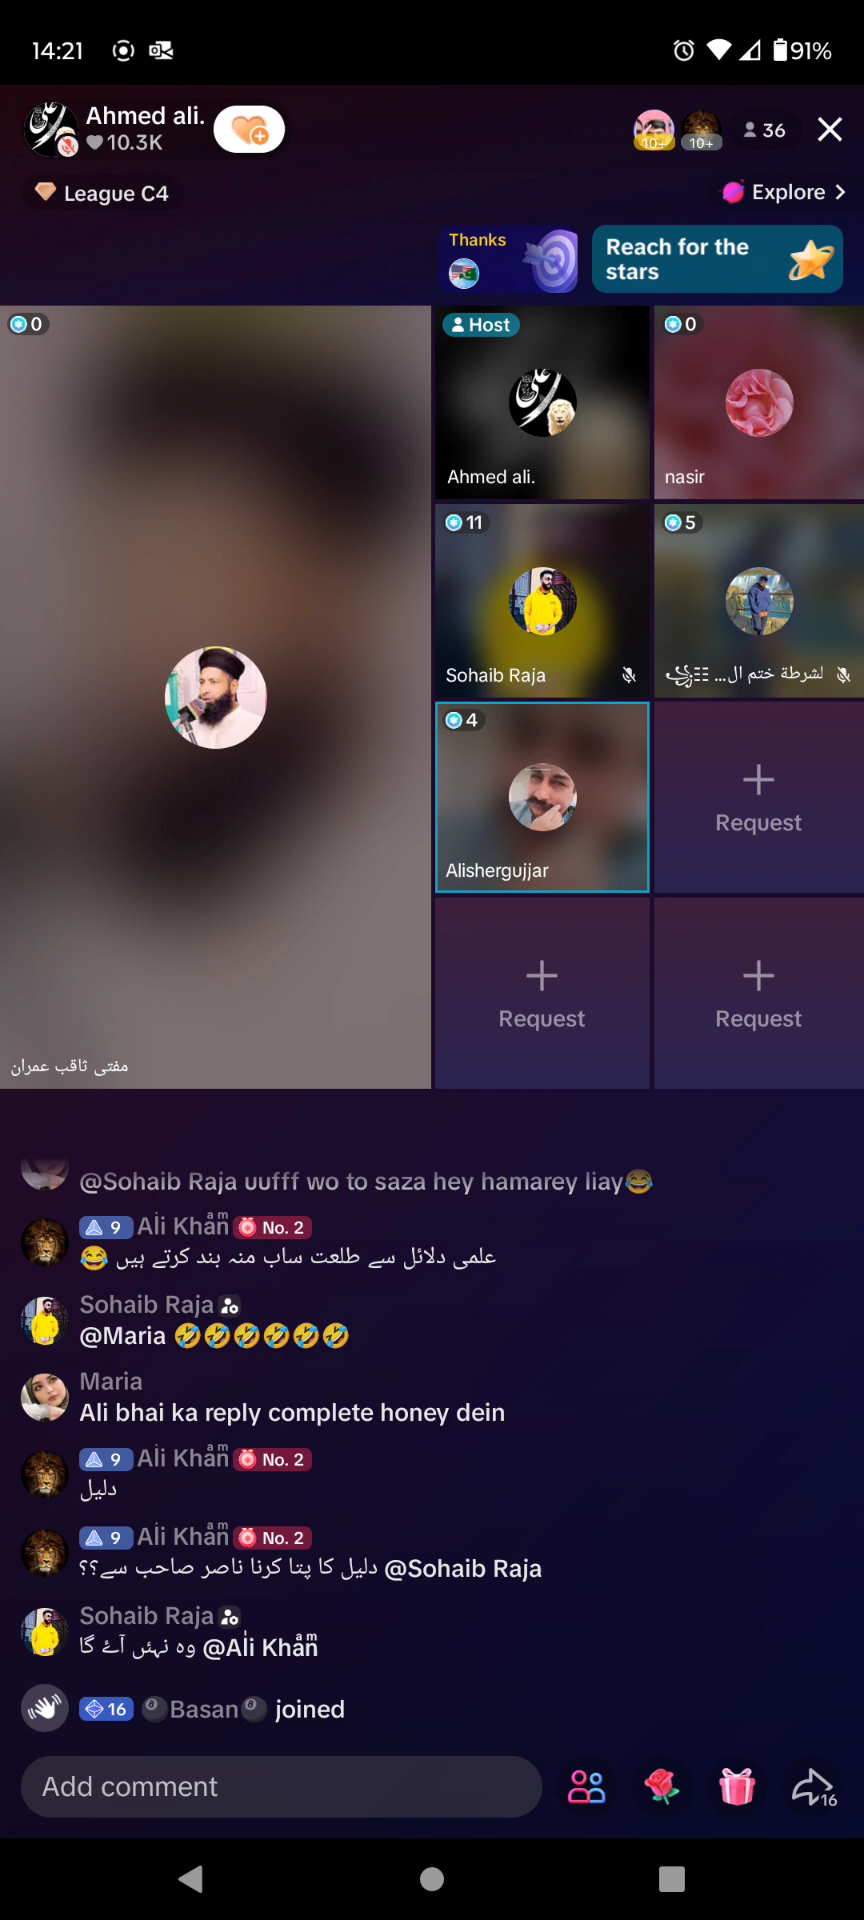 14:21
91%
Ahmed ali.
10.3K
10+
10+
36
League C4
Explore
Thanks
Reach for the
stars
0
Host
Ahmed ali.
0
nasir
11
Sohaib Raja
5
لشرطة ختم ال...
4
Alishergujjar
Request
Request
Request
مفتی ثاقب عمران
@Sohaib Raja uufff wo to saza hey hamarey liay😂
9 Ali Khan No. 2
علمی دلائل سے طلعت ساب منہ بند کرتے ہیں 😂
Sohaib Raja
@Maria 🤣🤣🤣🤣🤣🤣
Maria
Ali bhai ka reply complete honey dein
9 Ali Khan No. 2
دلیل
9 Ali Khan No. 2
@Sohaib Raja دلیل کا پتا کرنا ناصر صاحب سے؟؟
Sohaib Raja
@Ali Khan وہ نہئں آۓ گا
16 🎱Basan🎱 joined
Add comment
16